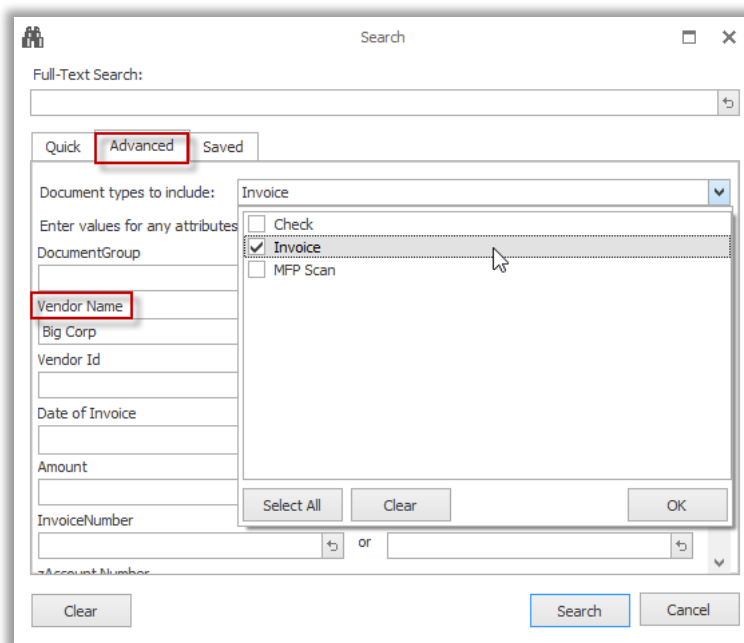 Search
Full-Text Search:
Quick Advanced Saved
Document types to include: Invoice
Enter values for any attributes
Check
Invoice
MFP Scan
DocumentGroup
Vendor Name
Big Corp
Vendor Id
Date of Invoice
Amount
Select All Clear OK
InvoiceNumber
or
zAccount Number
Clear Search Cancel